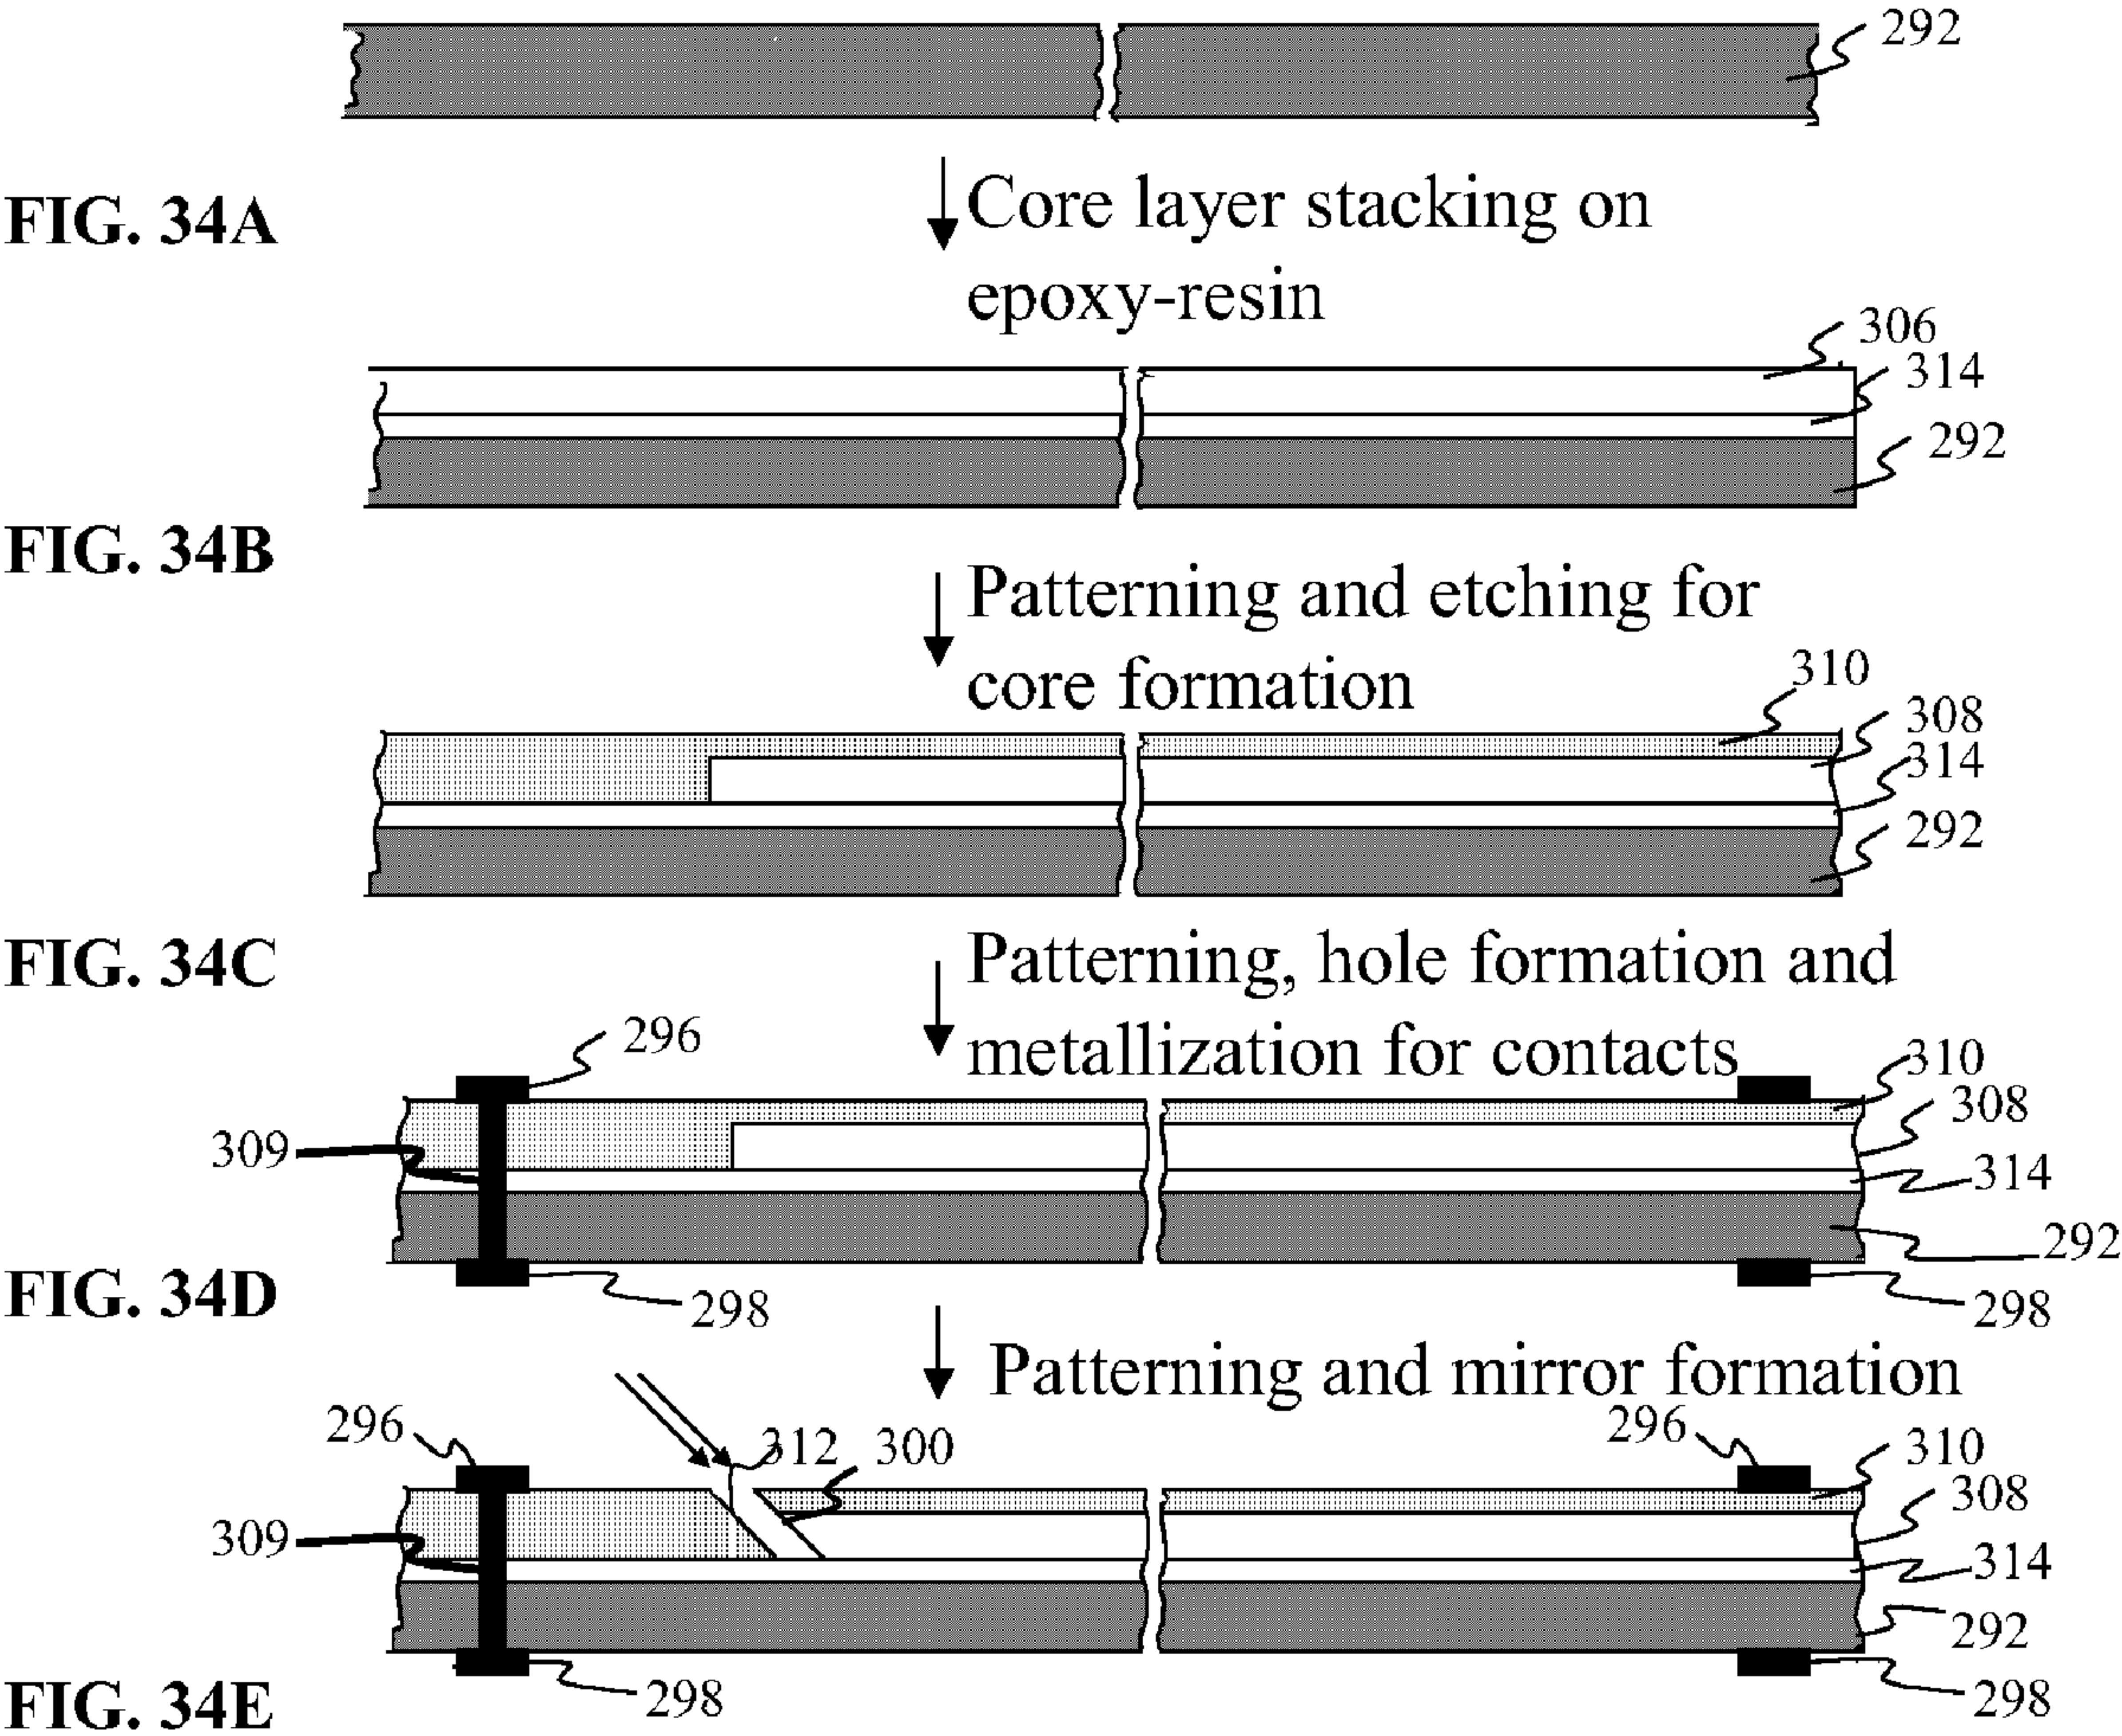 292
FIG. 34A
Core layer stacking on
epoxy-resin
306
314
292
FIG. 34B
Patterning and etching for
core formation
310
308
314
292
FIG. 34C
Patterning, hole formation and
metallization for contacts
296
310
308
309
314
292
298
298
FIG. 34D
Patterning and mirror formation
296
312
300
296
310
308
309
314
292
298
298
FIG. 34E